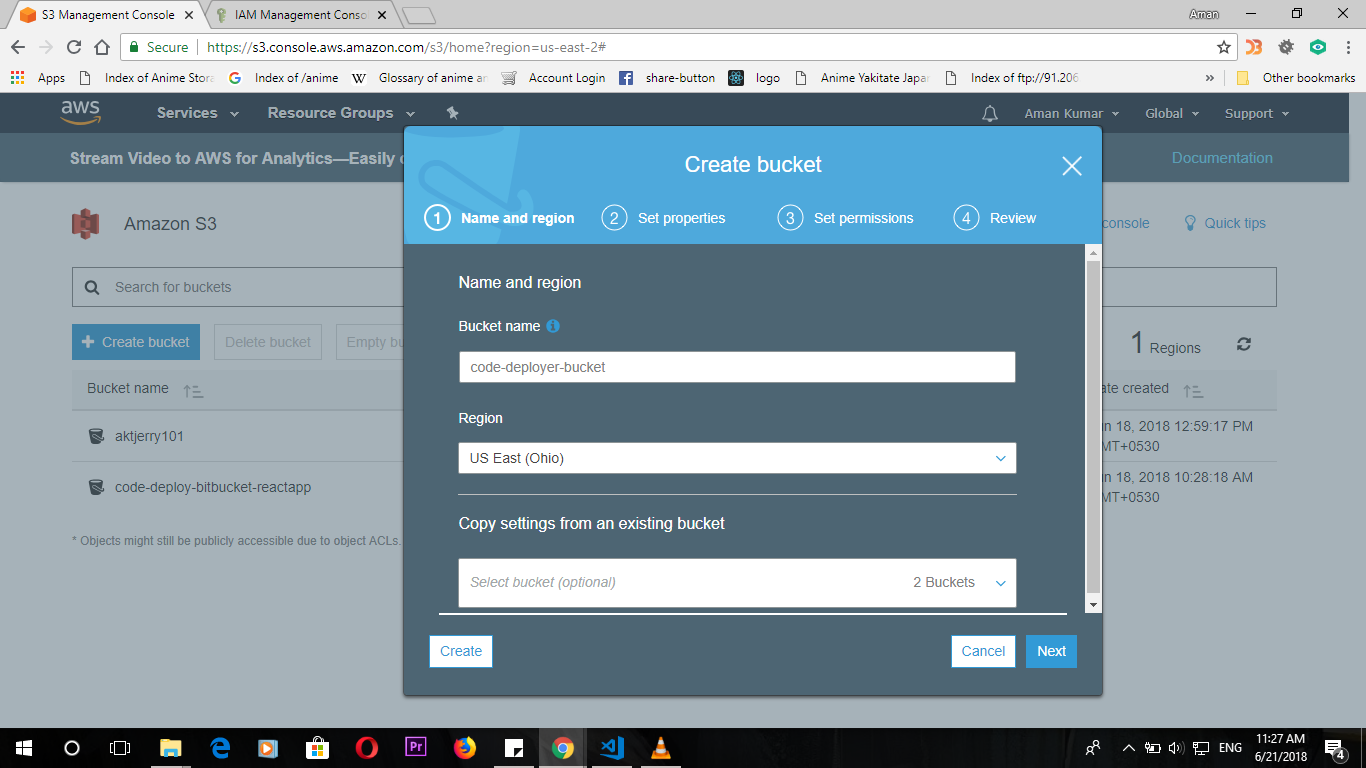 S3 Management Console
IAM Management Conso
Aman
Secure
https://s3.console.aws.amazon.com/s3/home?region=us-east-2#
Apps
Index of Anime Stora
Index of /anime
Glossary of anime an
Account Login
share-button
logo
Anime Yakitate Japan
Index of ftp://91.206
»
Other bookmarks
aws
Services
Resource Groups
Aman Kumar
Global
Support
Stream Video to AWS for Analytics—Easily c
Documentation
Amazon S3
console
Quick tips
Search for buckets
+ Create bucket
Delete bucket
Empty bu
1 Regions
Bucket name
ate created
aktjerry101
un 18, 2018 12:59:17 PM
MT+0530
code-deploy-bitbucket-reactapp
un 18, 2018 10:28:18 AM
MT+0530
* Objects might still be publicly accessible due to object ACLs.
Create bucket
1 Name and region
2 Set properties
3 Set permissions
4 Review
Name and region
Bucket name
code-deployer-bucket
Region
US East (Ohio)
Copy settings from an existing bucket
Select bucket (optional)
2 Buckets
Create
Cancel
Next
Pr
ENG
11:27 AM
6/21/2018
4